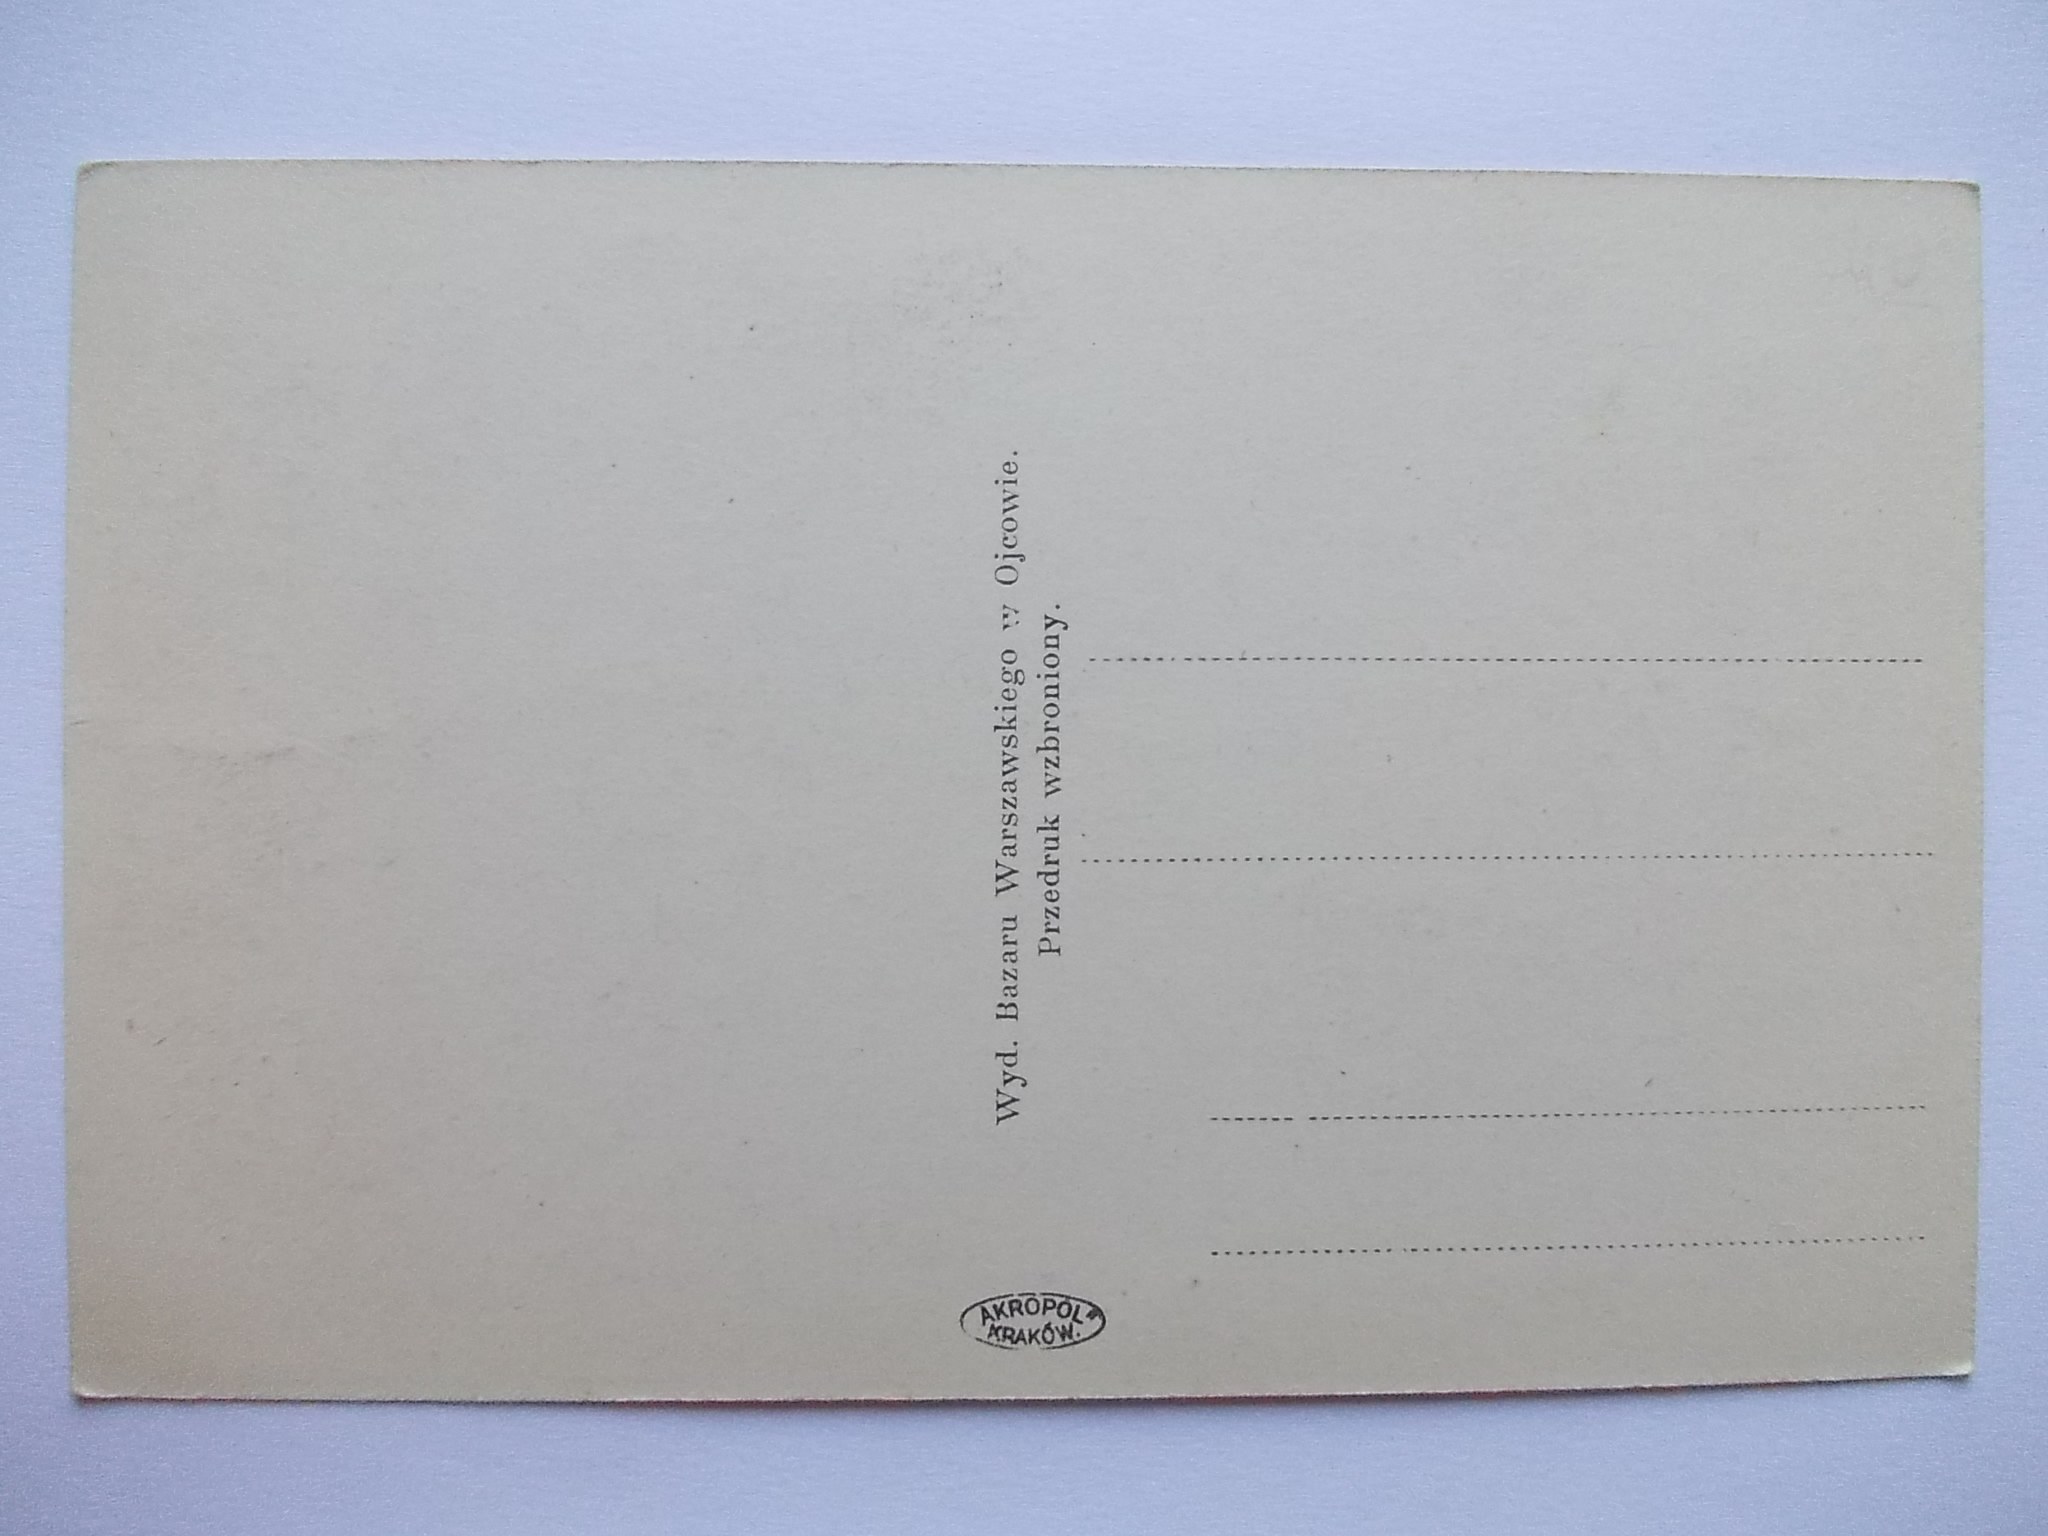 Wyd. Bazaru Warszawskiego w Ojcowie.
Przedruk wzbroniony.
AKROPOL"
KRAKÓW.